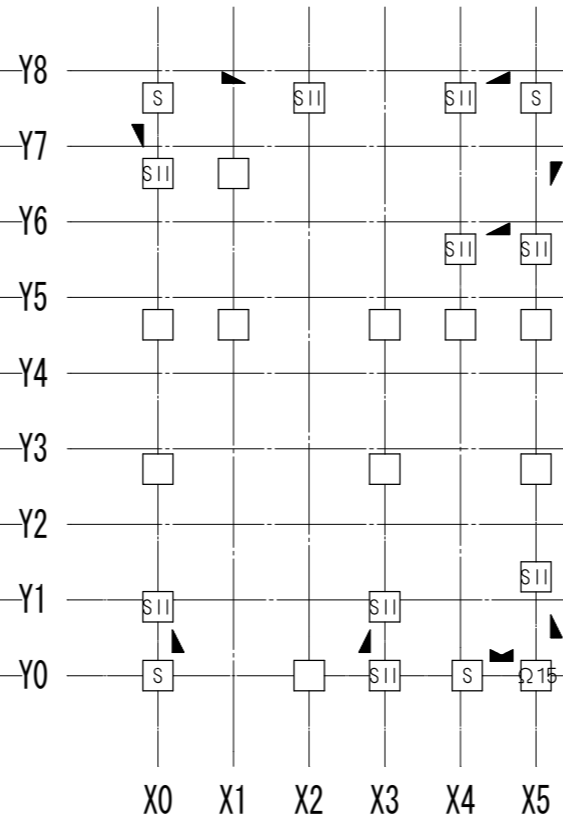 Y8
S SII SII S
Y7
SII
Y6
SII SII
Y5
Y4
Y3
Y2
SII
Y1
SII SII
Y0
S SII S Ω15
X0 X1 X2 X3 X4 X5